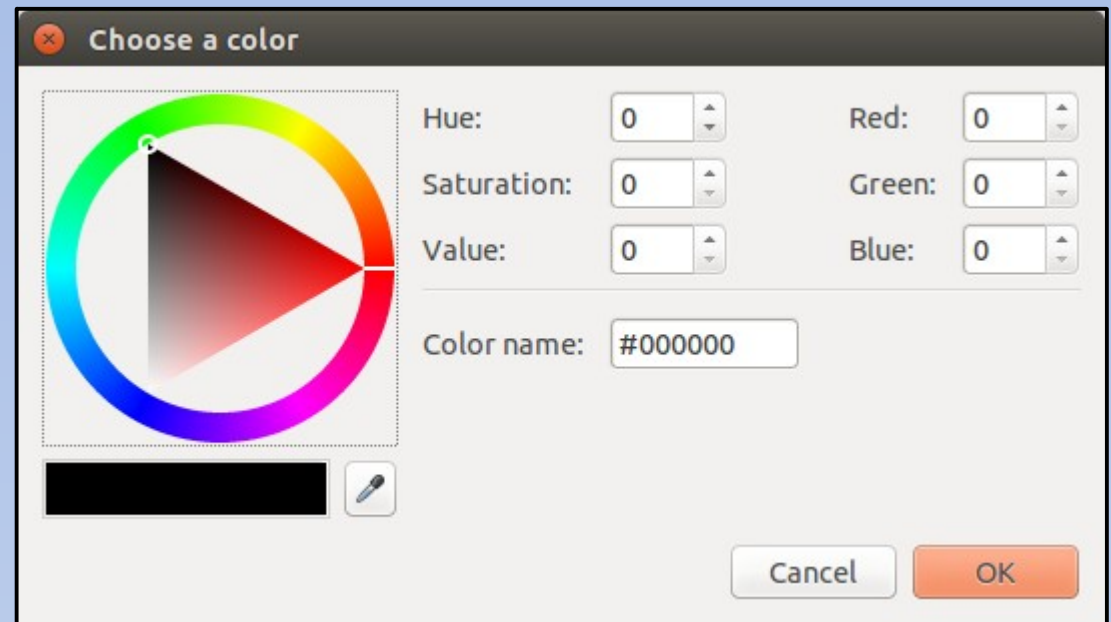 Choose a color
Hue: 0 Red: 0
Saturation: 0 Green: 0
Value: 0 Blue: 0
Color name: #000000
Cancel OK